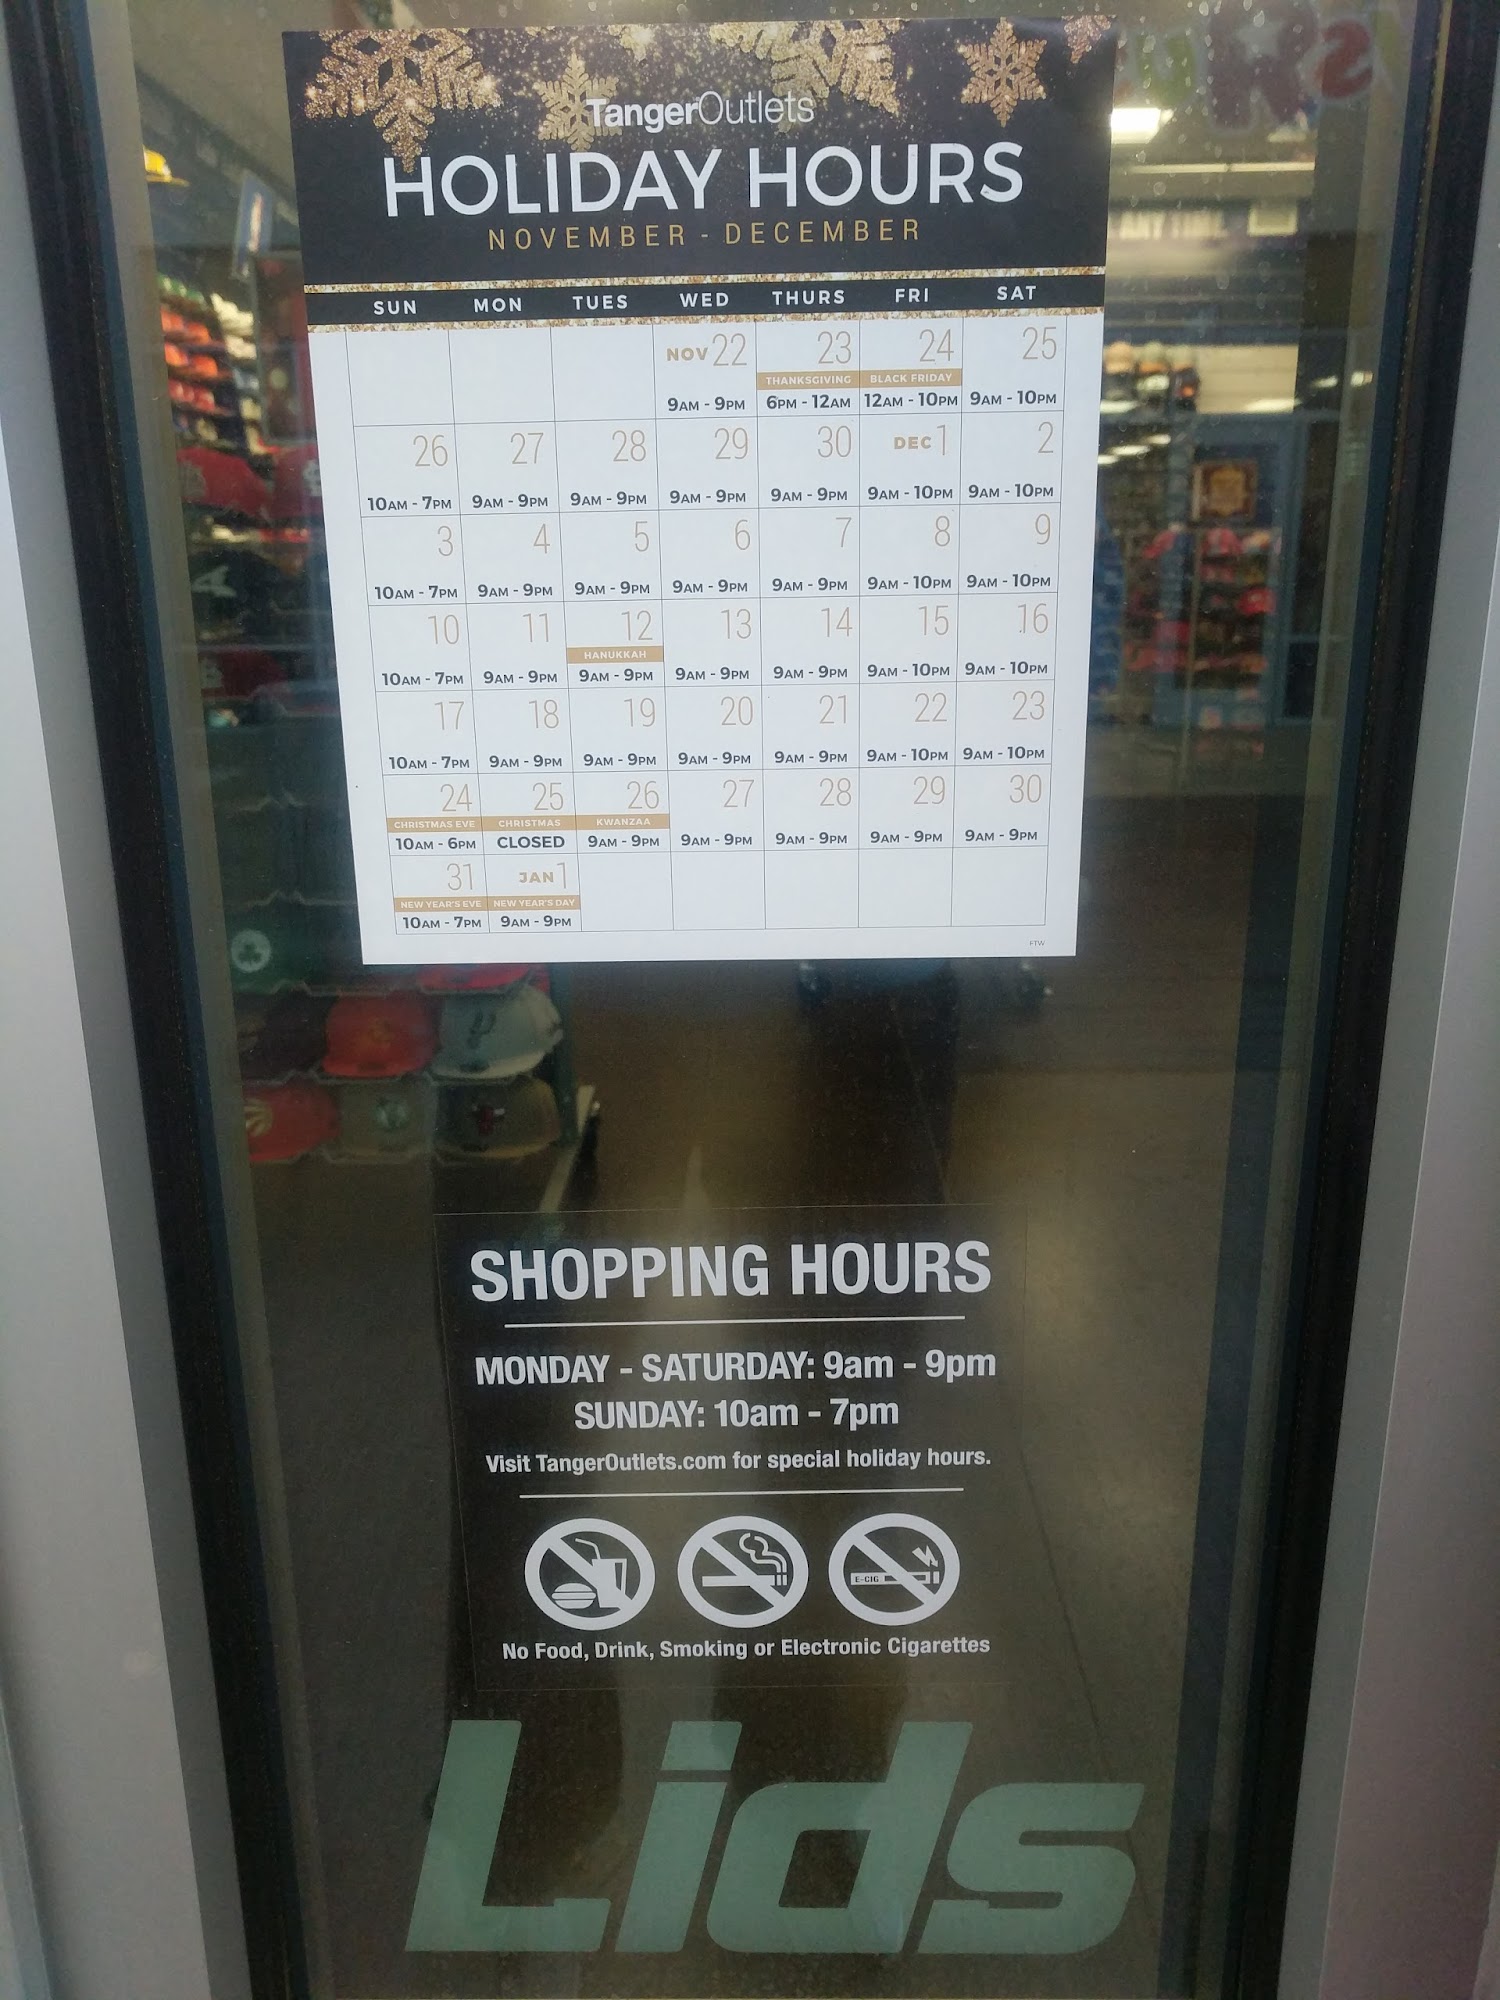 TangerOutlets
HOLIDAY HOURS
NOVEMBER - DECEMBER
SUN MON TUES WED THURS FRI SAT
NOV 22 23 24 25
THANKSGIVING BLACK FRIDAY
9AM - 9PM 6PM - 12AM 12AM - 10PM 9AM - 10PM
26 27 28 29 30 DEC 1 2
10AM - 7PM 9AM - 9PM 9AM - 9PM 9AM - 9PM 9AM - 9PM 9AM - 10PM 9AM - 10PM
3 4 5 6 7 8 9
10AM - 7PM 9AM - 9PM 9AM - 9PM 9AM - 9PM 9AM - 9PM 9AM - 10PM 9AM - 10PM
10 11 12 13 14 15 16
HANUKKAH
10AM - 7PM 9AM - 9PM 9AM - 9PM 9AM - 9PM 9AM - 9PM 9AM - 10PM 9AM - 10PM
17 18 19 20 21 22 23
10AM - 7PM 9AM - 9PM 9AM - 9PM 9AM - 9PM 9AM - 9PM 9AM - 10PM 9AM - 10PM
24 25 26 27 28 29 30
CHRISTMAS EVE CHRISTMAS KWANZAA
10AM - 6PM CLOSED 9AM - 9PM 9AM - 9PM 9AM - 9PM 9AM - 9PM 9AM - 9PM
31 JAN 1
NEW YEAR'S EVE NEW YEAR'S DAY
10AM - 7PM 9AM - 9PM
FTW
SHOPPING HOURS
MONDAY - SATURDAY: 9am - 9pm
SUNDAY: 10am - 7pm
Visit TangerOutlets.com for special holiday hours.
E-CIG
No Food, Drink, Smoking or Electronic Cigarettes
Lids